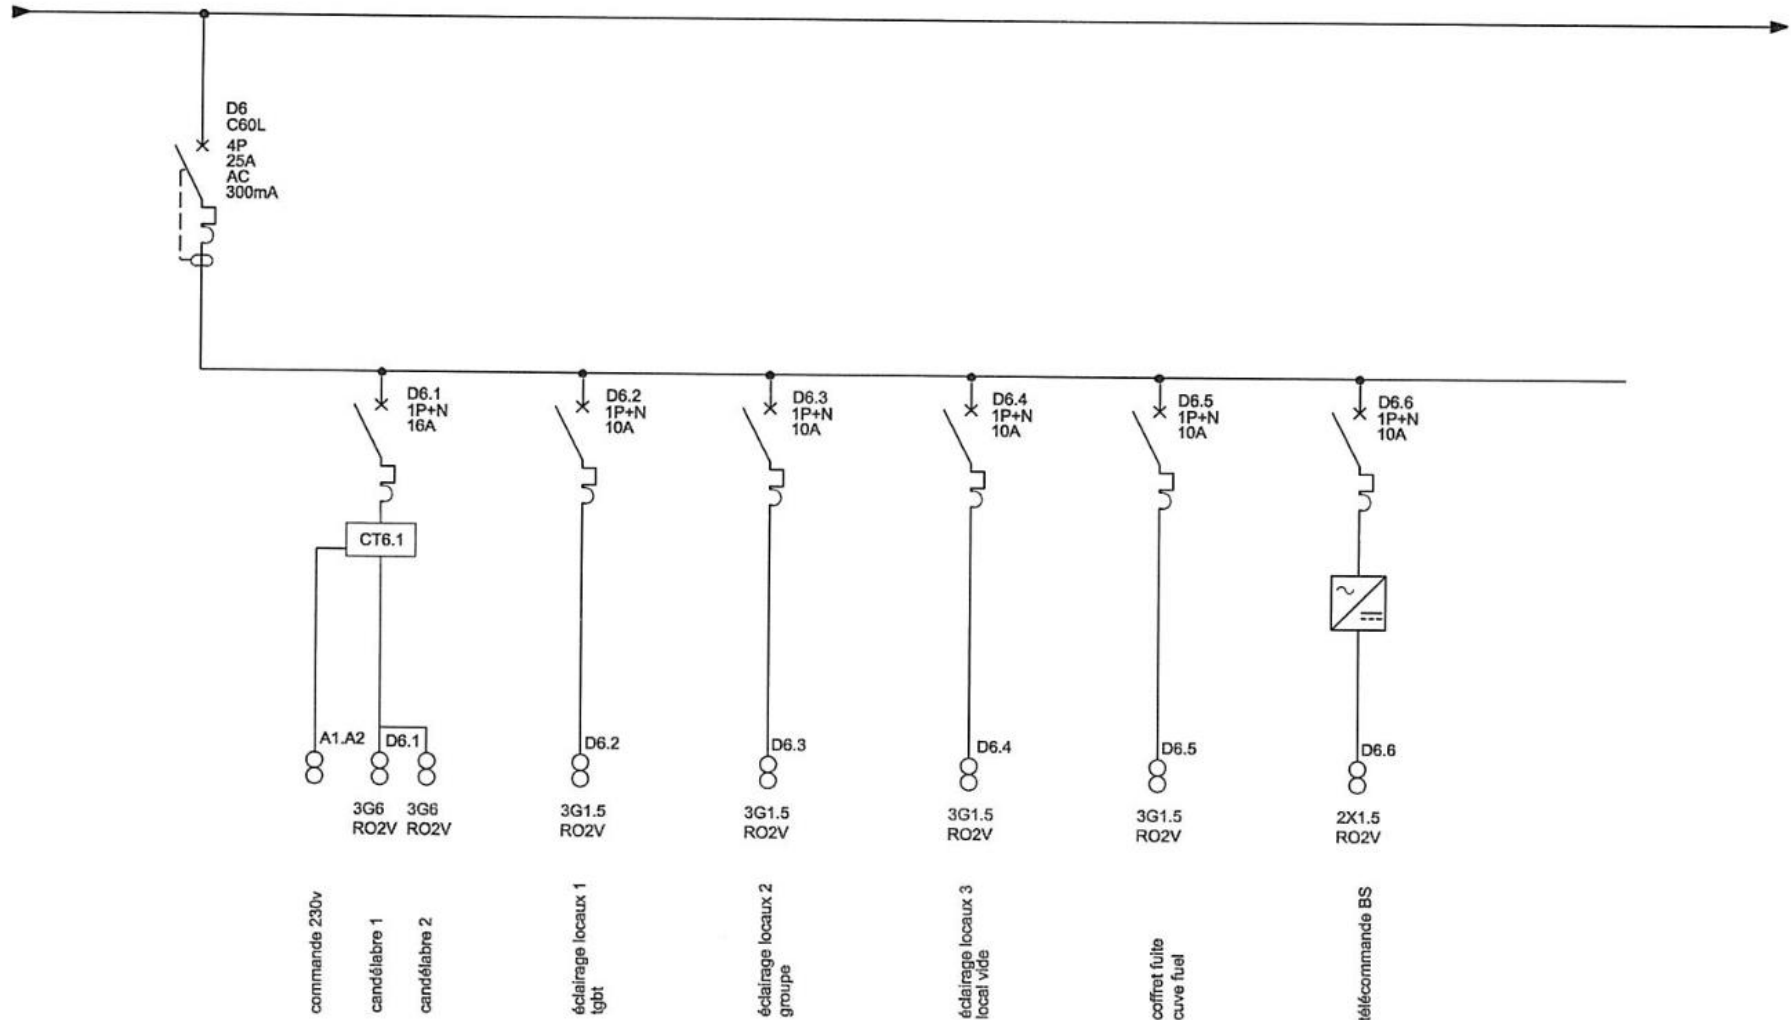 D6
C60L
4P
25A
AC
300mA
D6.1
1P+N
16A
D6.2
1P+N
10A
D6.3
1P+N
10A
D6.4
1P+N
10A
D6.5
1P+N
10A
D6.6
1P+N
10A
CT6.1
A1.A2
D6.1
D6.2
D6.3
D6.4
D6.5
D6.6
3G6
RO2V
3G6
RO2V
3G1.5
RO2V
3G1.5
RO2V
3G1.5
RO2V
3G1.5
RO2V
2X1.5
RO2V
commande 230v
candélabre 1
candélabre 2
éclairage locaux 1
tgbt
éclairage locaux 2
groupe
éclairage locaux 3
local vide
coffret fuite
cuve fuel
télécommande BS